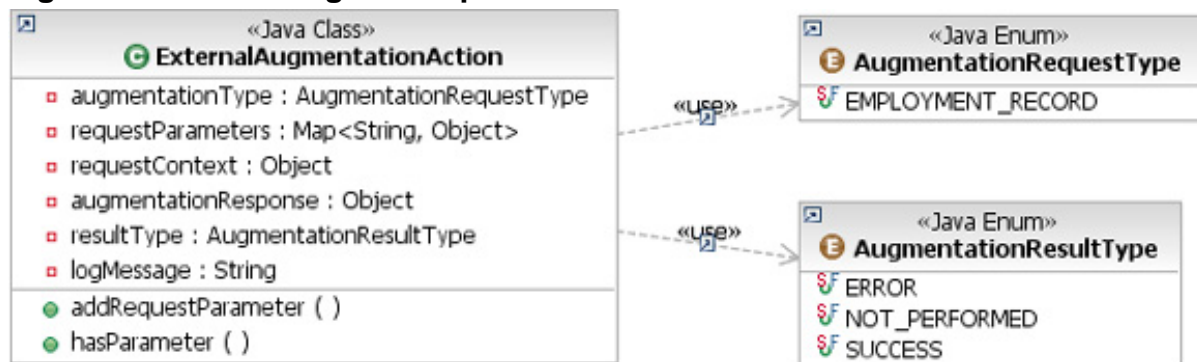 «Java Class»
ExternalAugmentationAction
augmentationType : AugmentationRequestType
requestParameters : Map<String, Object>
requestContext : Object
augmentationResponse : Object
resultType : AugmentationResultType
logMessage : String
addRequestParameter ( )
hasParameter ( )
«use»
«use»
«Java Enum»
AugmentationRequestType
EMPLOYMENT_RECORD
«Java Enum»
AugmentationResultType
ERROR
NOT_PERFORMED
SUCCESS